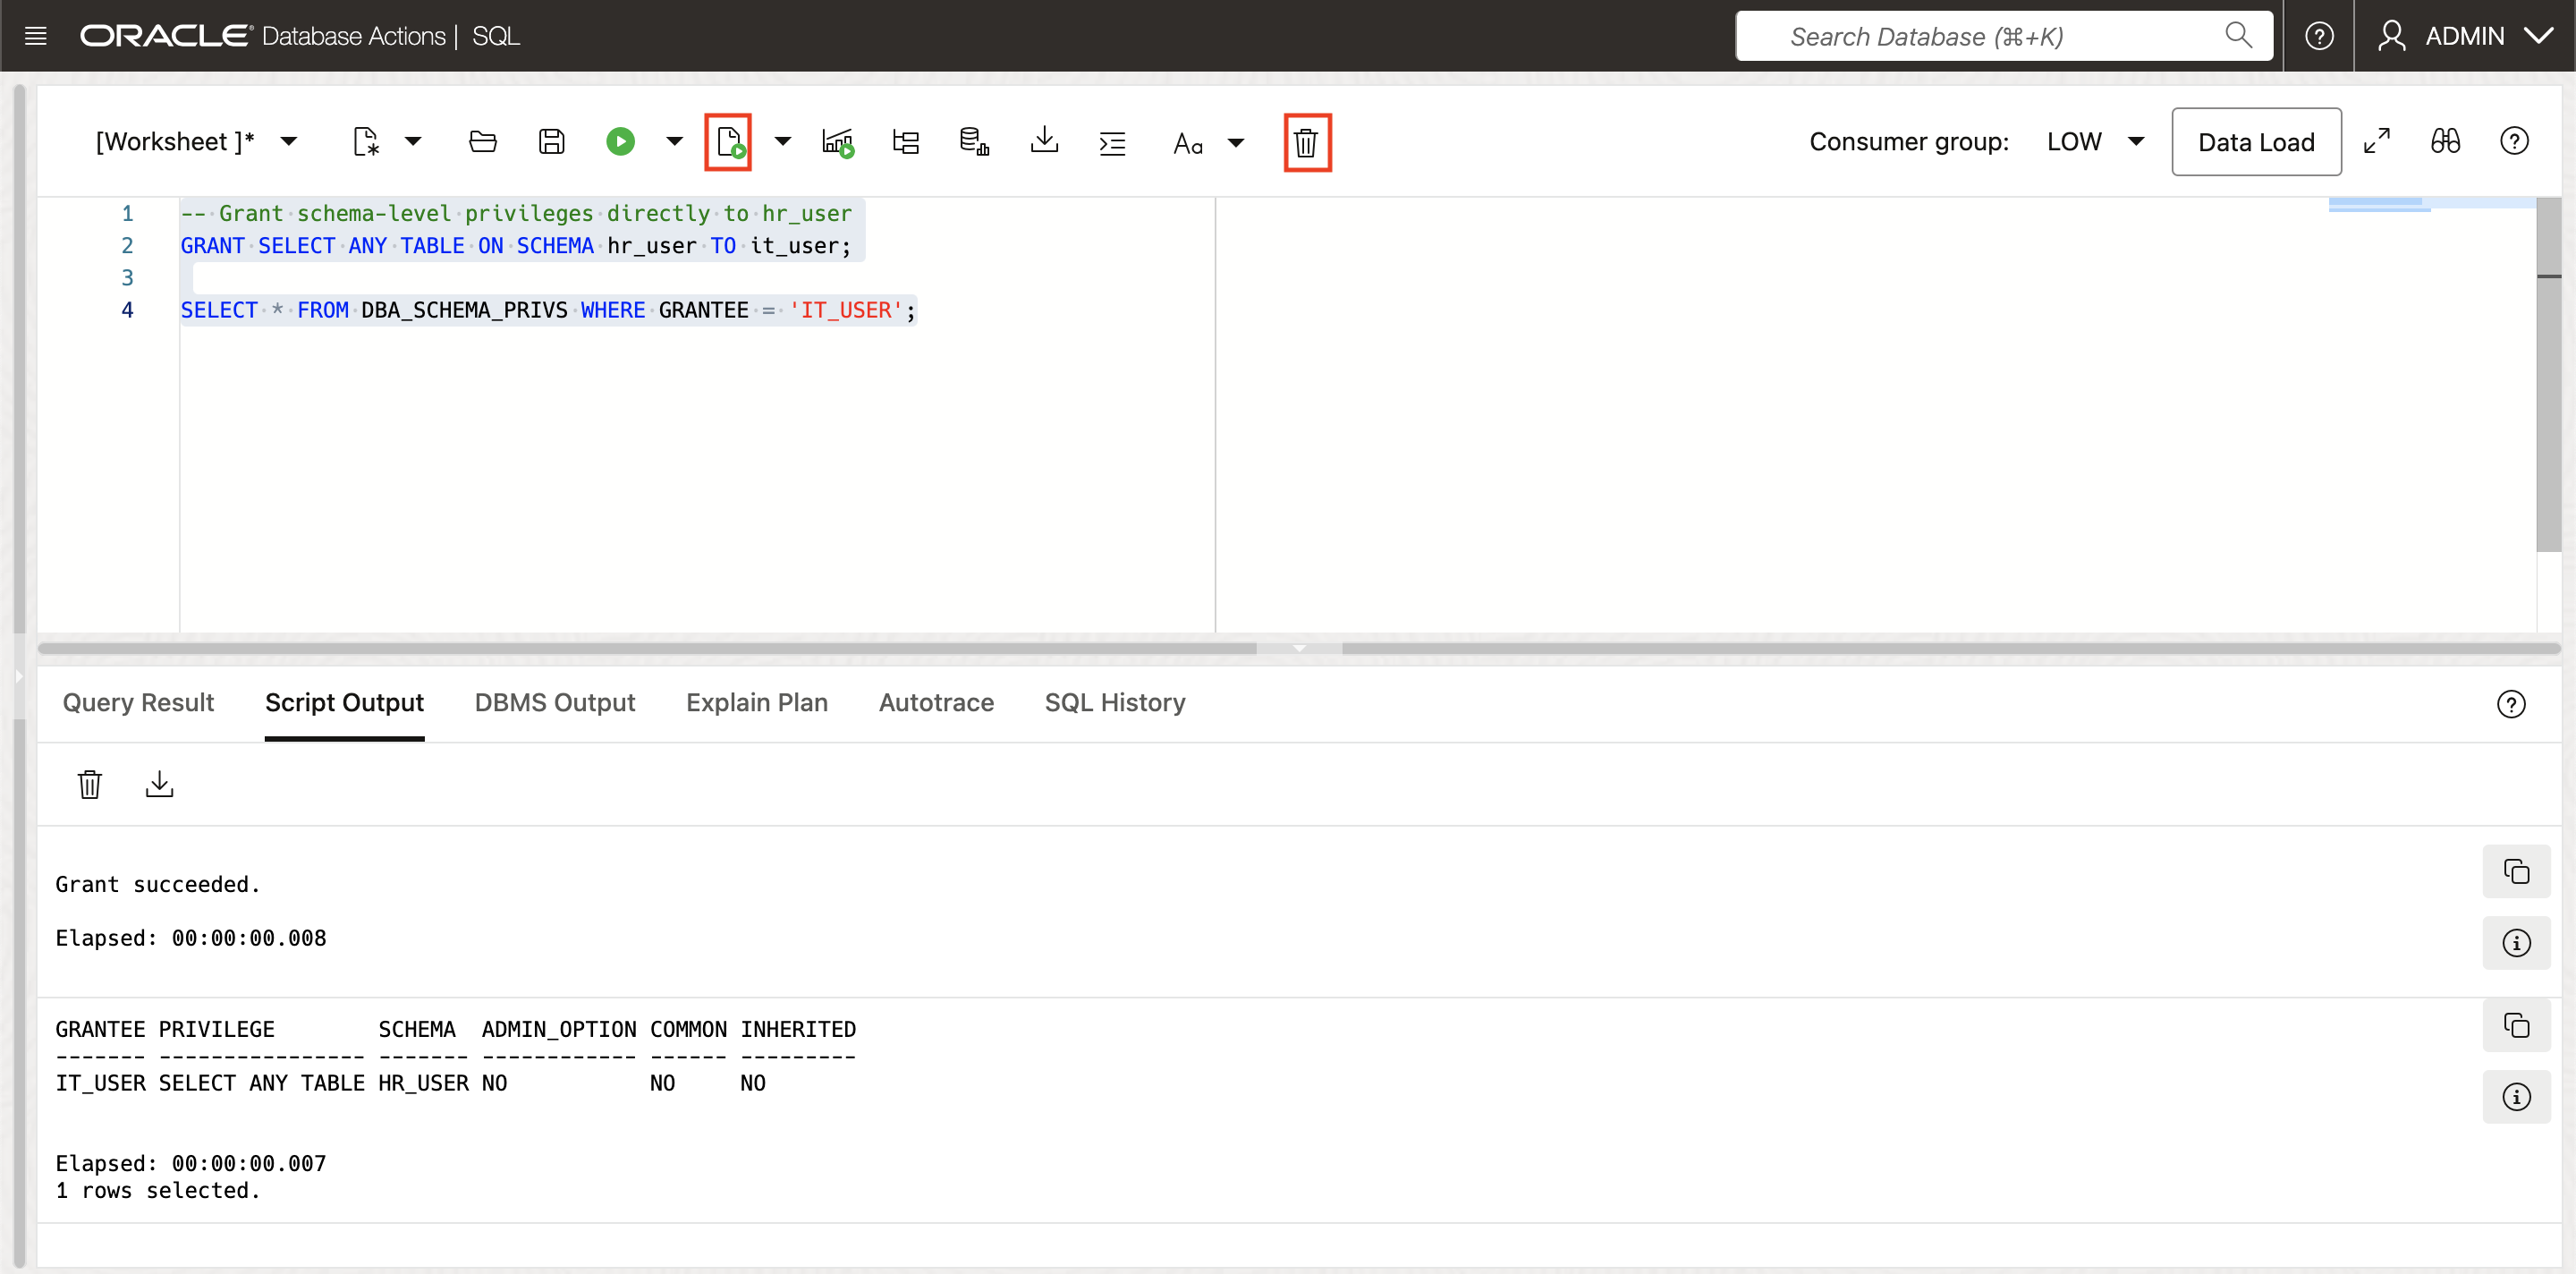 ORACLE Database Actions | SQL
Search Database (⌘+K)
ADMIN
[Worksheet ]*
Aa
Consumer group: LOW
Data Load
1 -- Grant schema-level privileges directly to hr_user
2 GRANT SELECT ANY TABLE ON SCHEMA hr_user TO it_user;
3
4 SELECT * FROM DBA_SCHEMA_PRIVS WHERE GRANTEE = 'IT_USER';
Query Result Script Output DBMS Output Explain Plan Autotrace SQL History
Grant succeeded.
Elapsed: 00:00:00.008
GRANTEE PRIVILEGE        SCHEMA  ADMIN_OPTION COMMON INHERITED
------- ---------------- ------- ------------ ------ ---------
IT_USER SELECT ANY TABLE HR_USER NO           NO     NO
Elapsed: 00:00:00.007
1 rows selected.